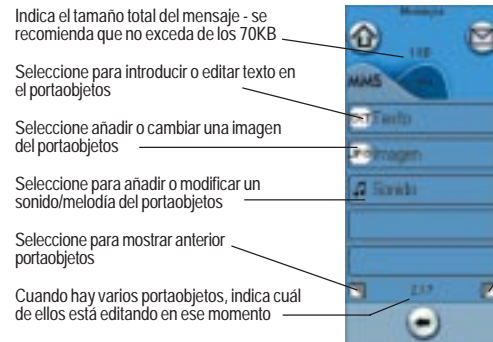 Indica el tamaño total del mensaje - se
recomienda que no exceda de los 70KB
Seleccione para introducir o editar texto en
el portaobjetos
Seleccione añadir o cambiar una imagen
del portaobjetos
Seleccione para añadir o modificar un
sonido/melodía del portaobjetos
Seleccione para mostrar anterior
portaobjetos
Cuando hay varios portaobjetos, indica cuál
de ellos está editando en ese momento
MMS
Texto
Imagen
Sonido